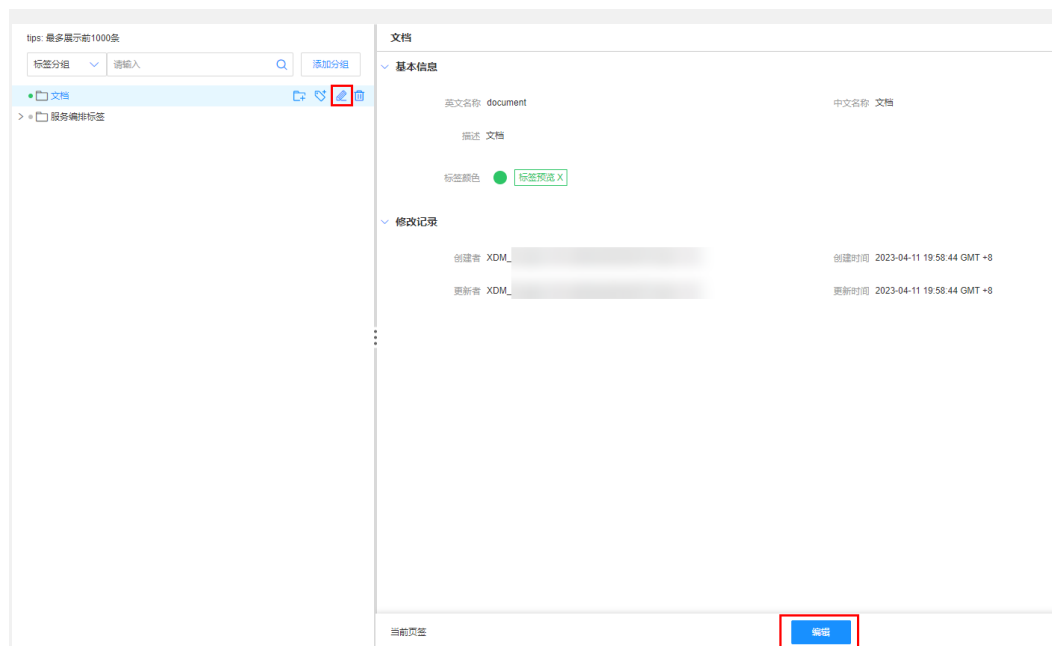 tips: 最多展示前1000条
标签分组 请输入 添加分组
文档
服务编排标签
文档
基本信息
英文名称 document 中文名称 文档
描述 文档
标签颜色 标签预览 X
修改记录
创建者 XDM_ 创建时间 2023-04-11 19:58:44 GMT +8
更新者 XDM_ 更新时间 2023-04-11 19:58:44 GMT +8
当前页签 编辑